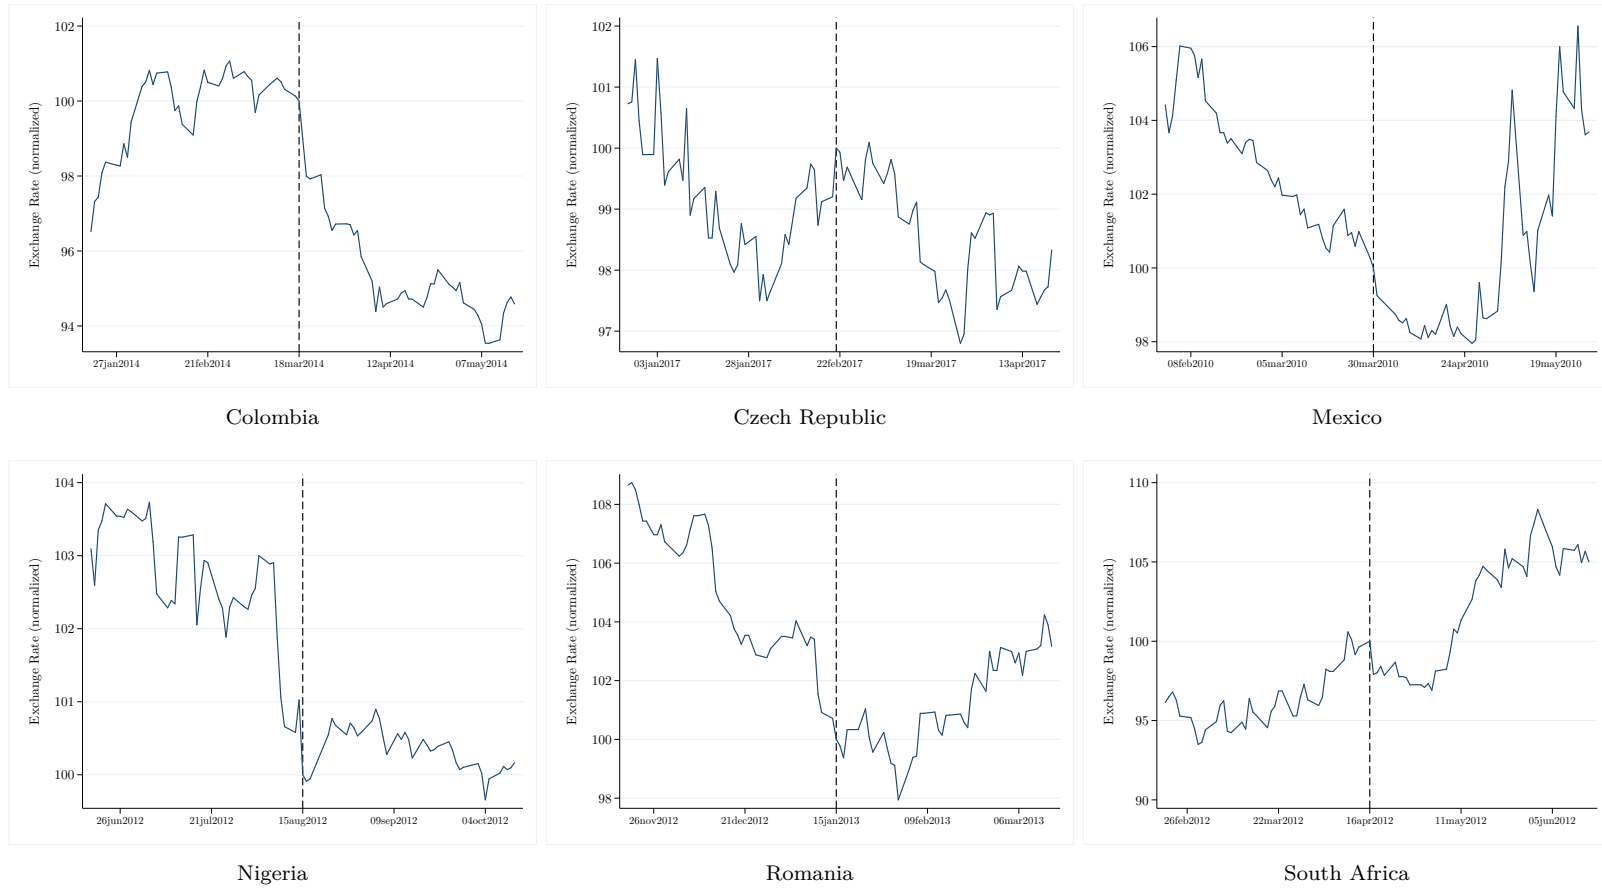 102
100
98
96
94
Exchange Rate (normalized)
27jan2014 21feb2014 18mar2014 12apr2014 07may2014
Colombia
102
101
100
99
98
97
Exchange Rate (normalized)
03jan2017 28jan2017 22feb2017 19mar2017 13apr2017
Czech Republic
106
104
102
100
98
Exchange Rate (normalized)
08feb2010 05mar2010 30mar2010 24apr2010 19may2010
Mexico
104
103
102
101
100
Exchange Rate (normalized)
26jun2012 21jul2012 15aug2012 09sep2012 04oct2012
Nigeria
108
106
104
102
100
98
Exchange Rate (normalized)
26nov2012 21dec2012 15jan2013 09feb2013 06mar2013
Romania
110
105
100
95
90
Exchange Rate (normalized)
26feb2012 22mar2012 16apr2012 11may2012 05jun2012
South Africa